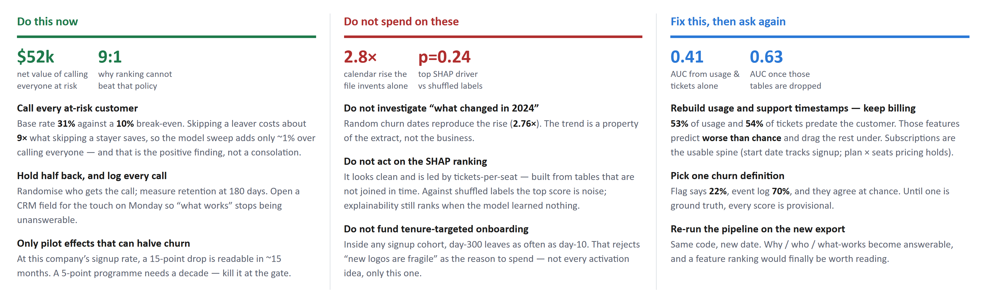 Do this now
$52k
net value of calling
everyone at risk
9:1
why ranking cannot
beat that policy
Call every at-risk customer
Base rate 31% against a 10% break-even. Skipping a leaver costs about
9× what skipping a stayer saves, so the model sweep adds only ~1% over
calling everyone — and that is the positive finding, not a consolation.
Hold half back, and log every call
Randomise who gets the call; measure retention at 180 days. Open a
CRM field for the touch on Monday so “what works” stops being
unanswerable.
Only pilot effects that can halve churn
At this company’s signup rate, a 15-point drop is readable in ~15
months. A 5-point programme needs a decade — kill it at the gate.
Do not spend on these
2.8×
calendar rise the
file invents alone
p=0.24
top SHAP driver
vs shuffled labels
Do not investigate “what changed in 2024”
Random churn dates reproduce the rise (2.76×). The trend is a property
of the extract, not the business.
Do not act on the SHAP ranking
It looks clean and is led by tickets-per-seat — built from tables that are
not joined in time. Against shuffled labels the top score is noise;
explainability still ranks when the model learned nothing.
Do not fund tenure-targeted onboarding
Inside any signup cohort, day-300 leaves as often as day-10. That rejects
“new logos are fragile” as the reason to spend — not every activation
idea, only this one.
Fix this, then ask again
0.41
AUC from usage &
tickets alone
0.63
AUC once those
tables are dropped
Rebuild usage and support timestamps — keep billing
53% of usage and 54% of tickets predate the customer. Those features
predict worse than chance and drag the rest under. Subscriptions are
the usable spine (start date tracks signup; plan × seats pricing holds).
Pick one churn definition
Flag says 22%, event log 70%, and they agree at chance. Until one is
ground truth, every score is provisional.
Re-run the pipeline on the new export
Same code, new date. Why / who / what-works become answerable,
and a feature ranking would finally be worth reading.